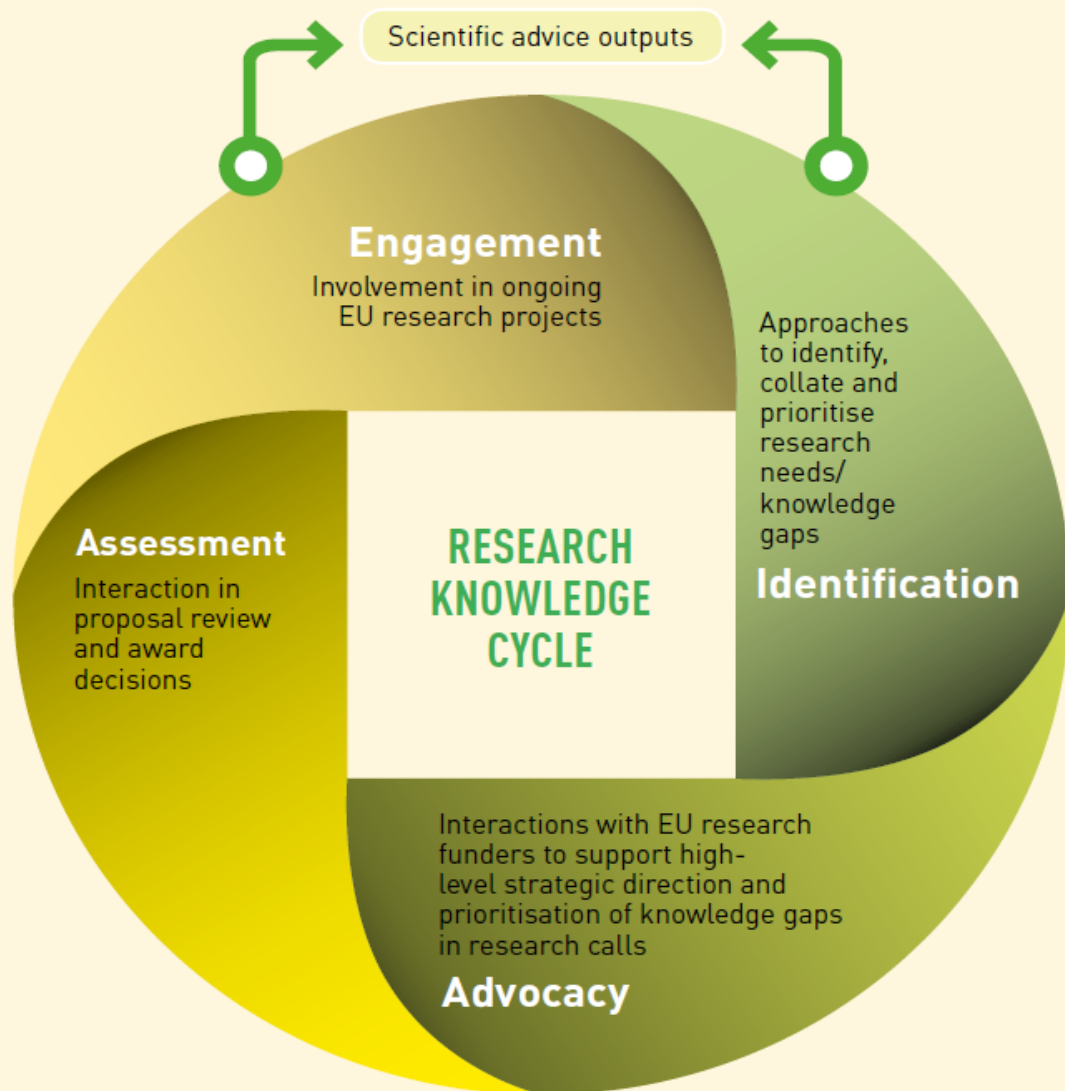 Scientific advice outputs
Engagement
Involvement in ongoing
EU research projects
Approaches
to identify,
collate and
prioritise
research
needs/
knowledge
gaps
Identification
Assessment
Interaction in
proposal review
and award
decisions
RESEARCH
KNOWLEDGE
CYCLE
Interactions with EU research
funders to support high-
level strategic direction and
prioritisation of knowledge gaps
in research calls
Advocacy